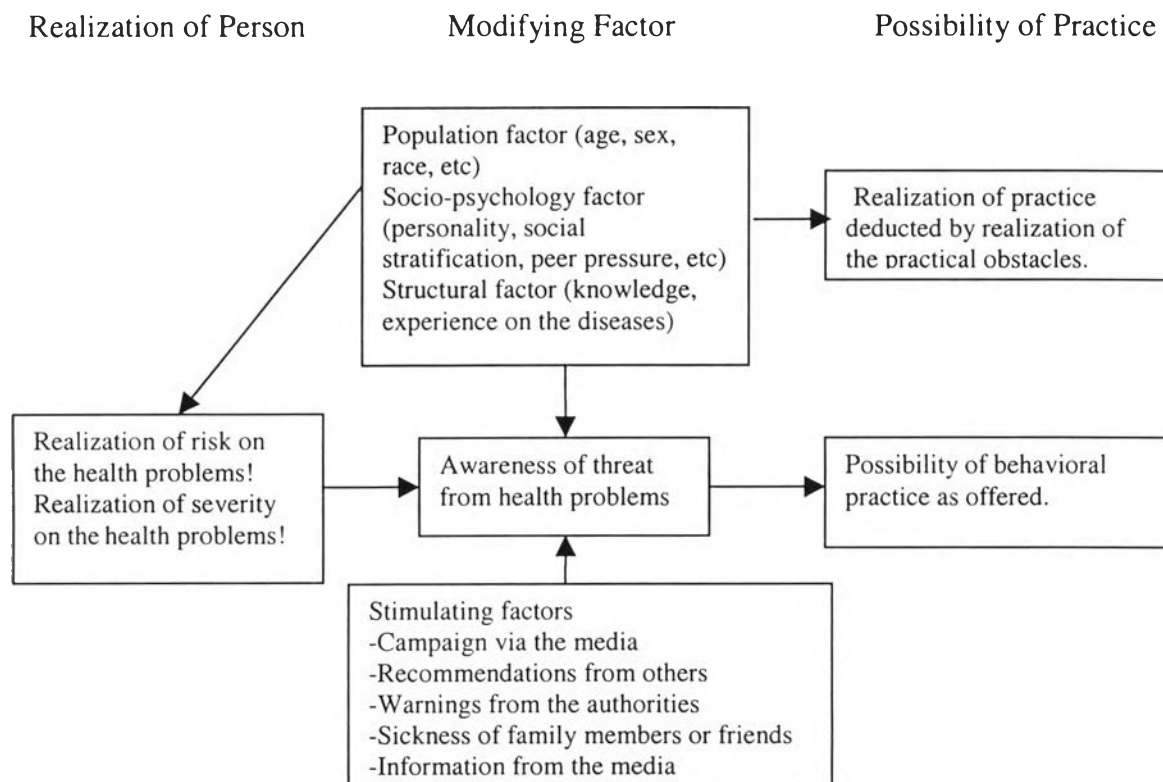 Realization of Person
Modifying Factor
Possibility of Practice
Population factor (age, sex,
race, etc)
Socio-psychology factor
(personality, social
stratification, peer pressure, etc)
Structural factor (knowledge,
experience on the diseases)
Realization of practice
deducted by realization of
the practical obstacles.
Realization of risk on
the health problems!
Realization of severity
on the health problems!
Awareness of threat
from health problems
Possibility of behavioral
practice as offered.
Stimulating factors
-Campaign via the media
-Recommendations from others
-Warnings from the authorities
-Sickness of family members or friends
-Information from the media